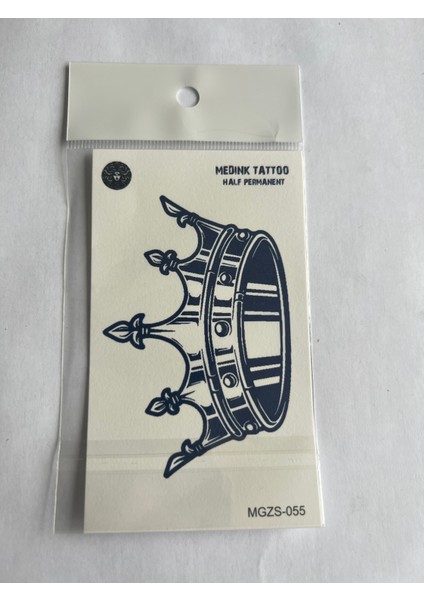 MEDINK TATTOO
HALF PERMANENT
MGZS-055